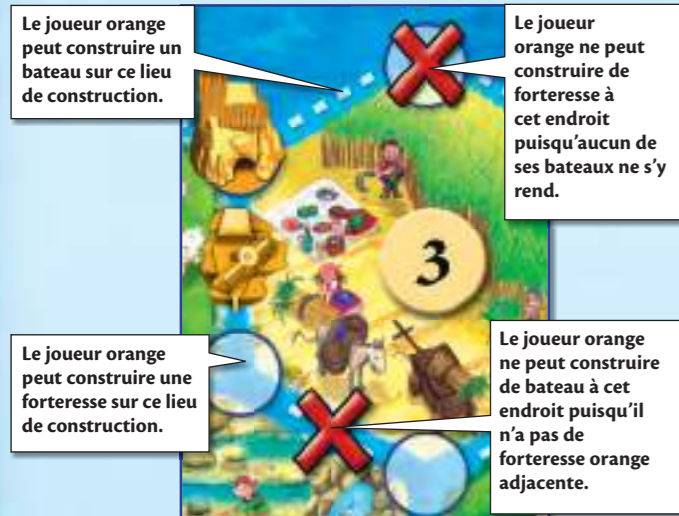 Le joueur orange
peut construire un
bateau sur ce lieu
de construction.
Le joueur
orange ne peut
construire de
forteresse à
cet endroit
puisqu'aucun de
ses bateaux ne s'y
rend.
3
Le joueur orange
peut construire une
forteresse sur ce lieu
de construction.
Le joueur orange
ne peut construire
de bateau à cet
endroit puisqu'il
n'a pas de
forteresse orange
adjacente.